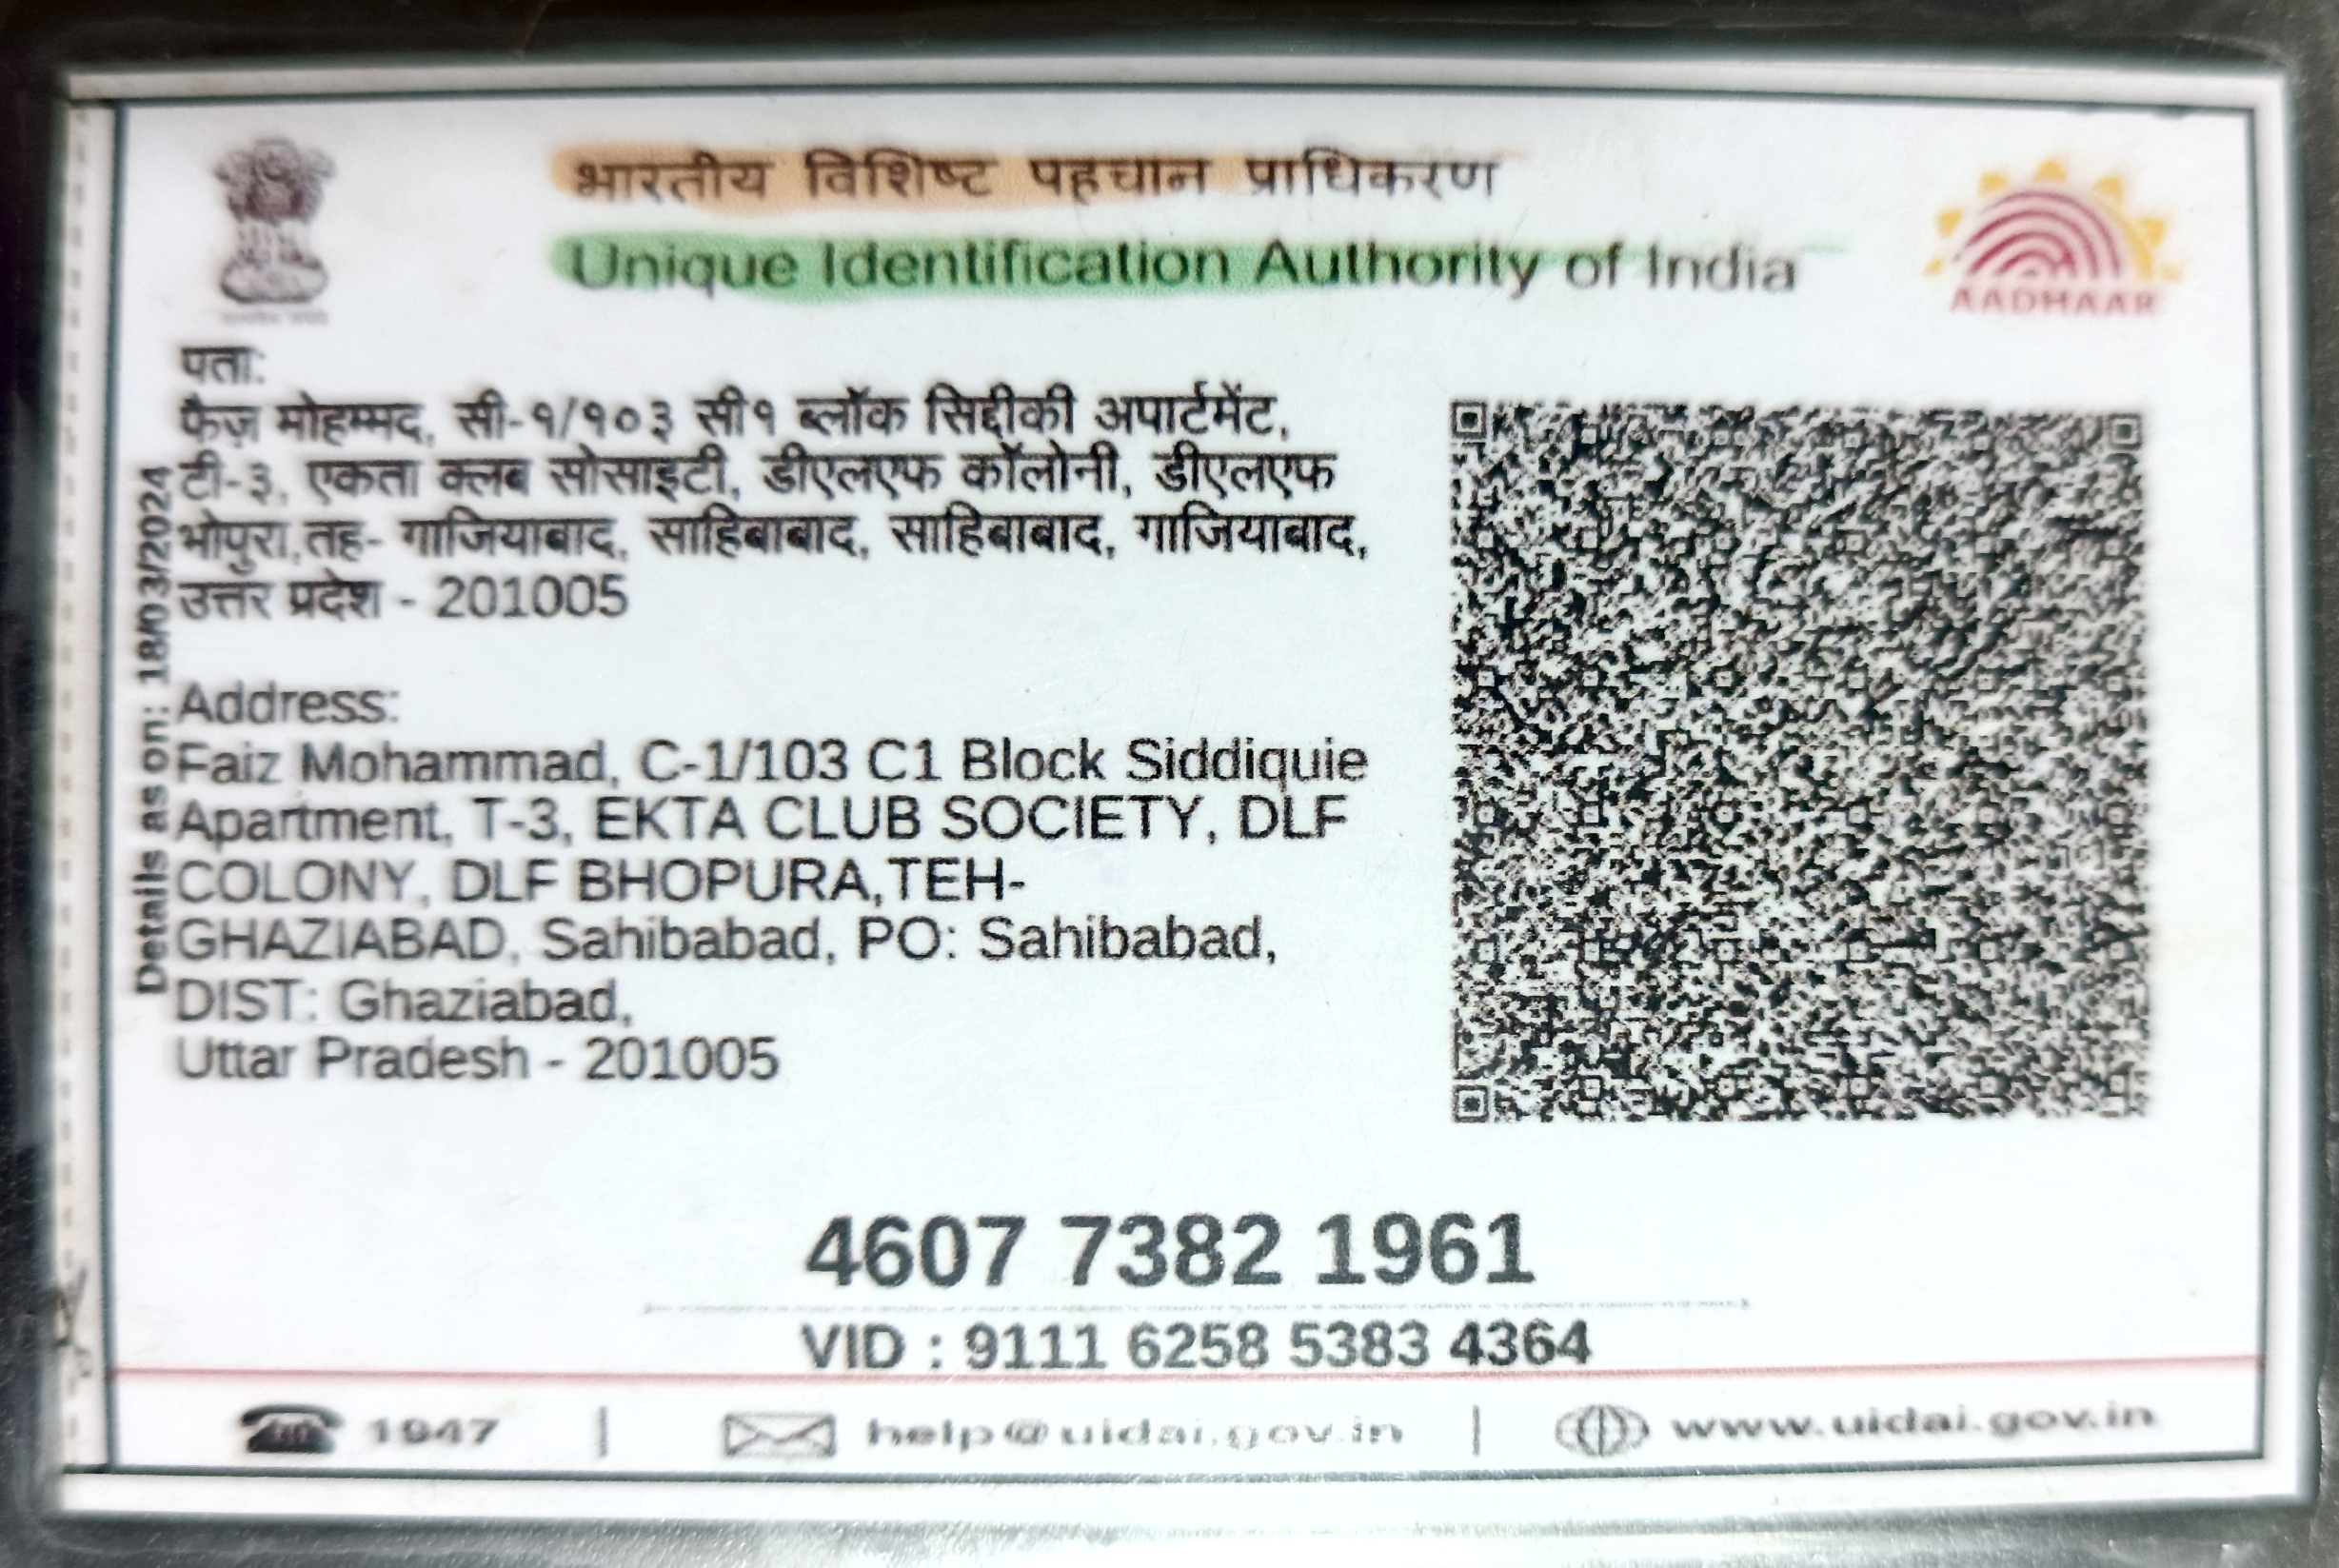 भारतीय विशिष्ट पहचान प्राधिकरण
Unique Identification Authority of India
AADHAAR
पता:
फैज़ मोहम्मद, सी-१/१०३ सी१ ब्लॉक सिद्दीकी अपार्टमेंट,
टी-३, एकता क्लब सोसाइटी, डीएलएफ कॉलोनी, डीएलएफ
भोपुरा,तह- गाजियाबाद, साहिबाबाद, साहिबाबाद, गाजियाबाद,
उत्तर प्रदेश - 201005
Address:
Faiz Mohammad, C-1/103 C1 Block Siddiquie
Apartment, T-3, EKTA CLUB SOCIETY, DLF
COLONY, DLF BHOPURA,TEH-
GHAZIABAD, Sahibabad, PO: Sahibabad,
DIST: Ghaziabad,
Uttar Pradesh - 201005
Details as on: 18/03/2024
4607 7382 1961
VID : 9111 6258 5383 4364
1947 | help@uidai.gov.in | www.uidai.gov.in